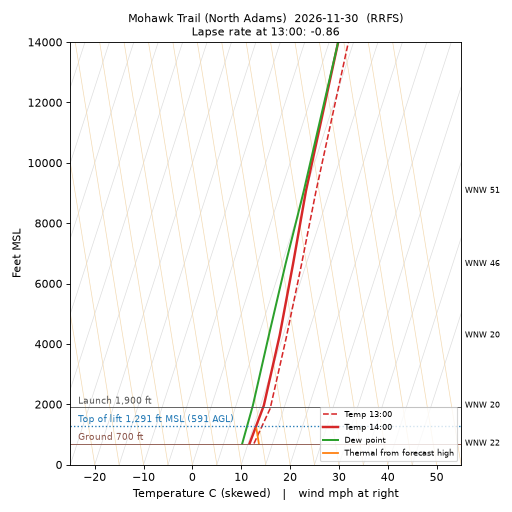 Mohawk Trail (North Adams)  2026-11-30  (RRFS)
Lapse rate at 13:00: -0.86
14000
12000
10000
8000
6000
4000
2000
0
Feet MSL
WNW 51
WNW 46
WNW 20
WNW 20
WNW 22
Launch 1,900 ft
Top of lift 1,291 ft MSL (591 AGL)
Ground 700 ft
Temp 13:00
Temp 14:00
Dew point
Thermal from forecast high
−20 −10 0 10 20 30 40 50
Temperature C (skewed)   |   wind mph at right